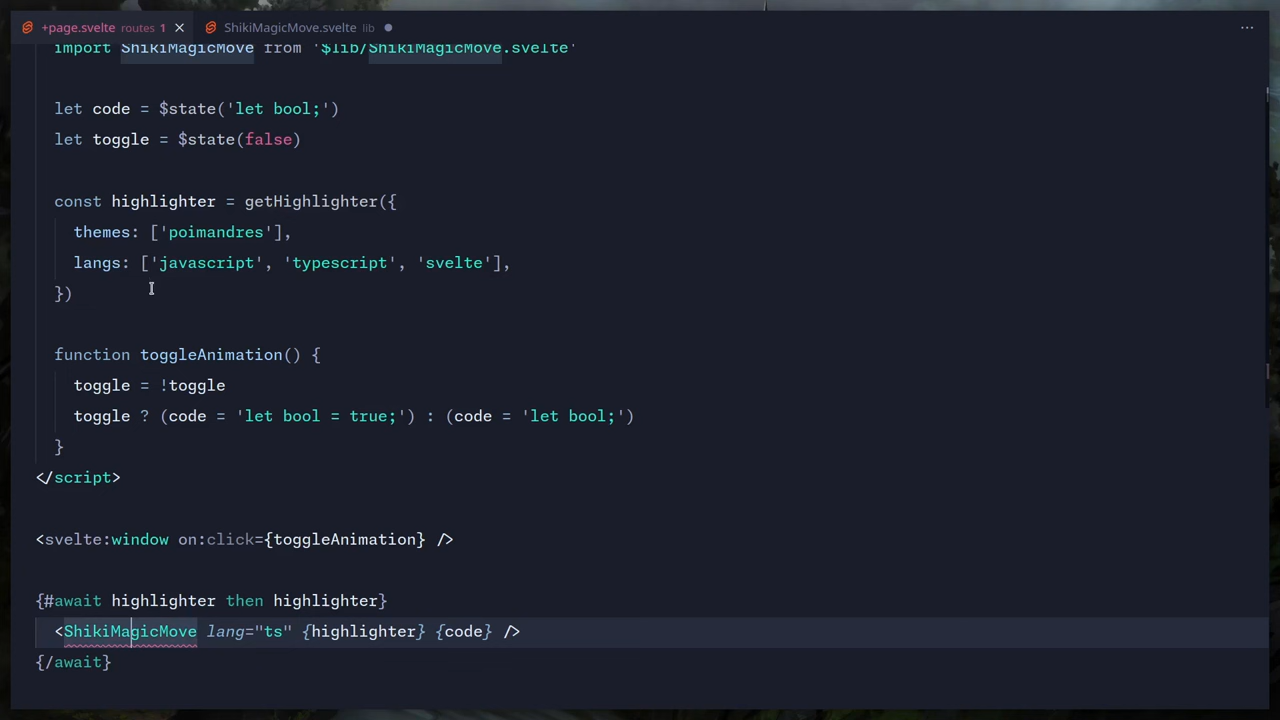 +page.svelte routes 1 × ShikiMagicMove.svelte lib ● ···
import ShikiMagicMove from '$lib/ShikiMagicMove.svelte'
let code = $state('let bool;')
let toggle = $state(false)
const highlighter = getHighlighter({
themes: ['poimandres'],
langs: ['javascript', 'typescript', 'svelte'],
})
function toggleAnimation() {
toggle = !toggle
toggle ? (code = 'let bool = true;') : (code = 'let bool;')
}
</script>
<svelte:window on:click={toggleAnimation} />
{#await highlighter then highlighter}
<ShikiMagicMove lang="ts" {highlighter} {code} />
{/await}